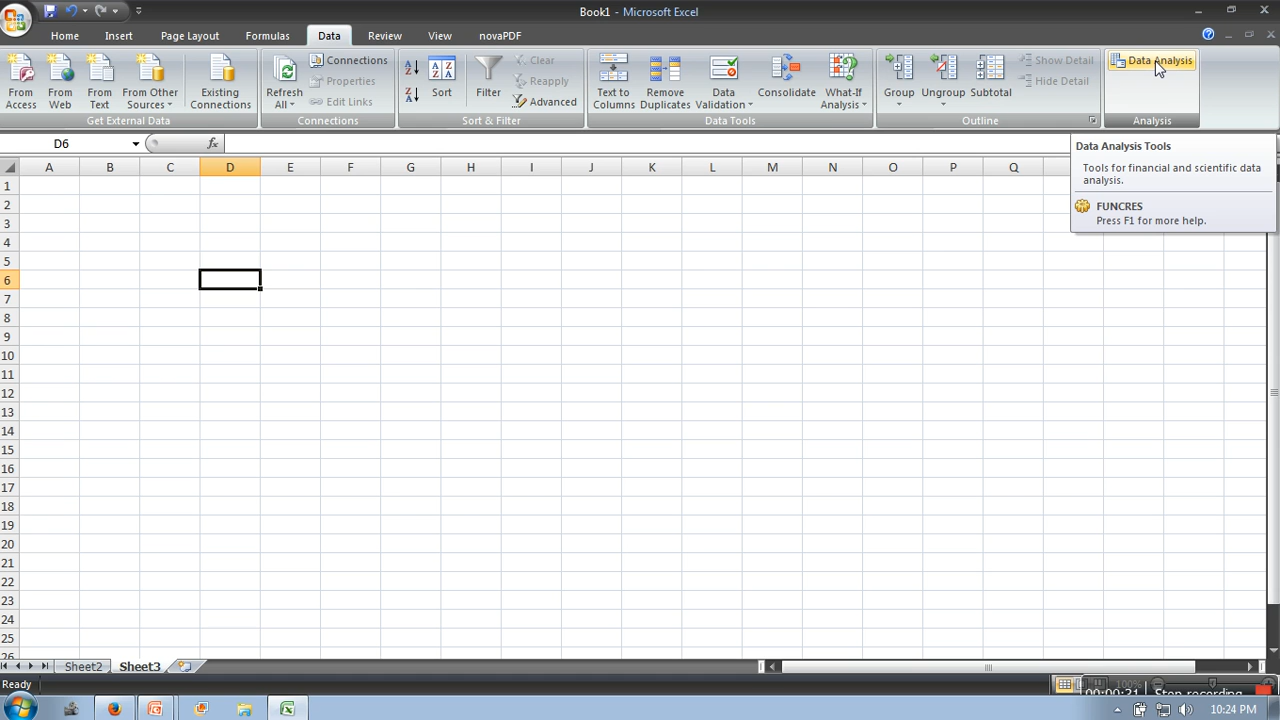 Book1 - Microsoft Excel
Home Insert Page Layout Formulas Data Review View novaPDF
From Access
From Web
From Text
From Other Sources
Existing Connections
Get External Data
Refresh All
Connections
Properties
Edit Links
Connections
A Z
Z A
Sort
Filter
Clear
Reapply
Advanced
Sort & Filter
Text to Columns
Remove Duplicates
Data Validation
Consolidate
What-If Analysis
Data Tools
Group
Ungroup
Subtotal
Show Detail
Hide Detail
Outline
Data Analysis
Analysis
D6 fx
Data Analysis Tools
Tools for financial and scientific data
analysis.
FUNCRES
Press F1 for more help.
A B C D E F G H I J K L M N O P Q
1
2
3
4
5
6
7
8
9
10
11
12
13
14
15
16
17
18
19
20
21
22
23
24
25
26
Sheet2 Sheet3
Ready 100%
00:00:21 Stop recording
10:24 PM